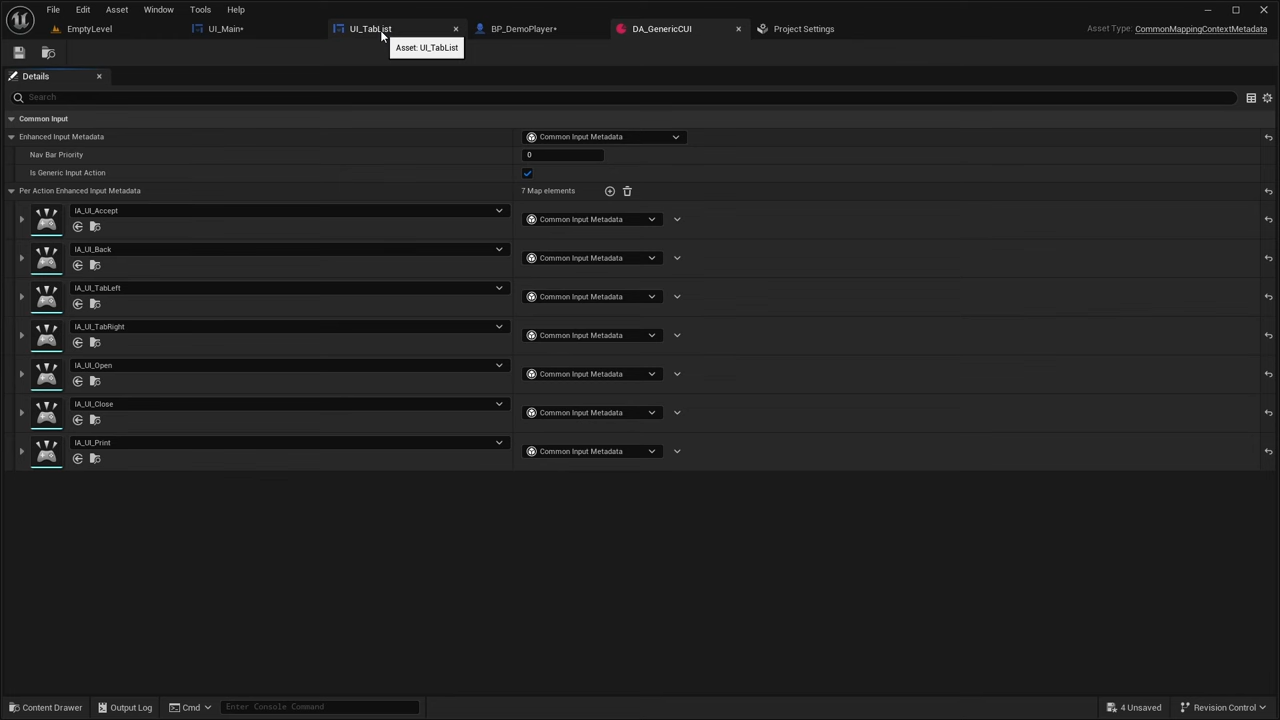 File Edit Asset Window Tools Help
EmptyLevel UI_Main* UI_TabList BP_DemoPlayer* DA_GenericCUI Project Settings Asset Type: CommonMappingContextMetadata
Asset: UI_TabList
Details
Search
Common Input
Enhanced Input Metadata Common Input Metadata
Nav Bar Priority 0
Is Generic Input Action
Per Action Enhanced Input Metadata 7 Map elements
IA_UI_Accept Common Input Metadata
IA_UI_Back Common Input Metadata
IA_UI_TabLeft Common Input Metadata
IA_UI_TabRight Common Input Metadata
IA_UI_Open Common Input Metadata
IA_UI_Close Common Input Metadata
IA_UI_Print Common Input Metadata
Content Drawer Output Log Cmd Enter Console Command 4 Unsaved Revision Control